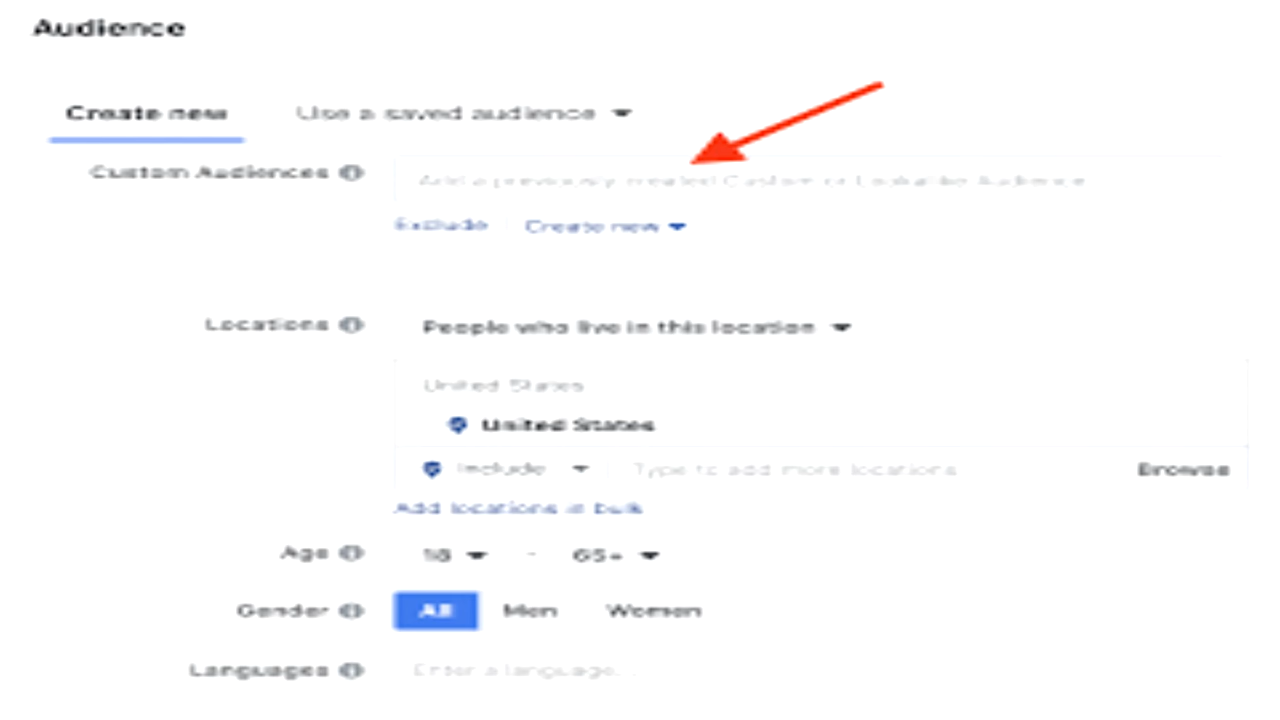 Audience
Create new Use a saved audience
Custom Audiences Add a previously created Custom or Lookalike Audience
Exclude Create new
Locations People who live in this location
United States
United States
Include Type to add more locations Browse
Add locations in bulk
Age 18 - 65+
Gender All Men Women
Languages Enter a language...